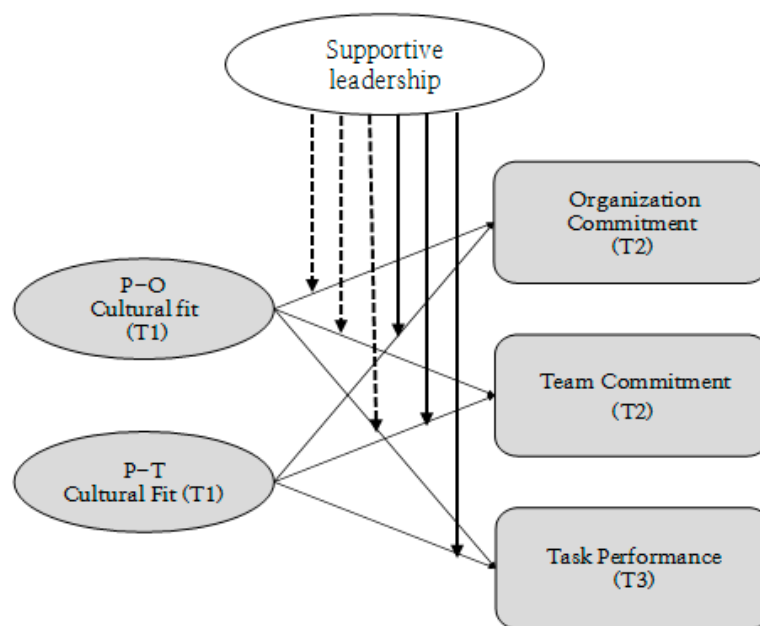 Supportive
leadership
Organization
Commitment
(T2)
P-O
Cultural fit
(T1)
Team Commitment
(T2)
P-T
Cultural Fit (T1)
Task Performance
(T3)